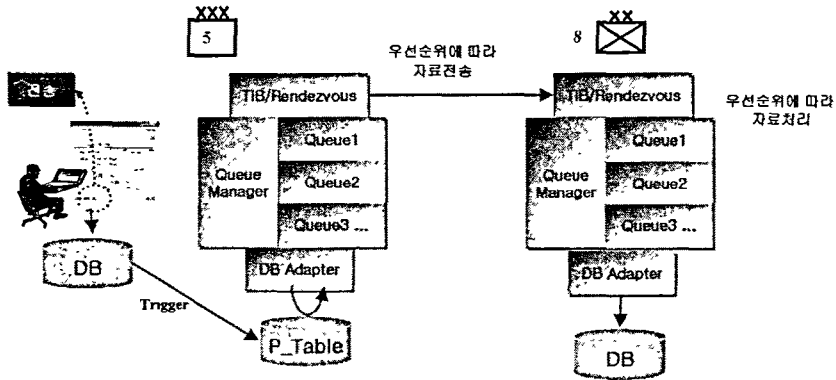 XXX
5
XX
8
우선순위에 따라
자료전송
전송
TIB/Rendezvous
TIB/Rendezvous
우선순위에 따라
자료처리
Queue
Manager
Queue1
Queue2
Queue3 ...
Queue
Manager
Queue1
Queue2
Queue3 ...
DB
DB Adapter
DB Adapter
Trigger
P_Table
DB